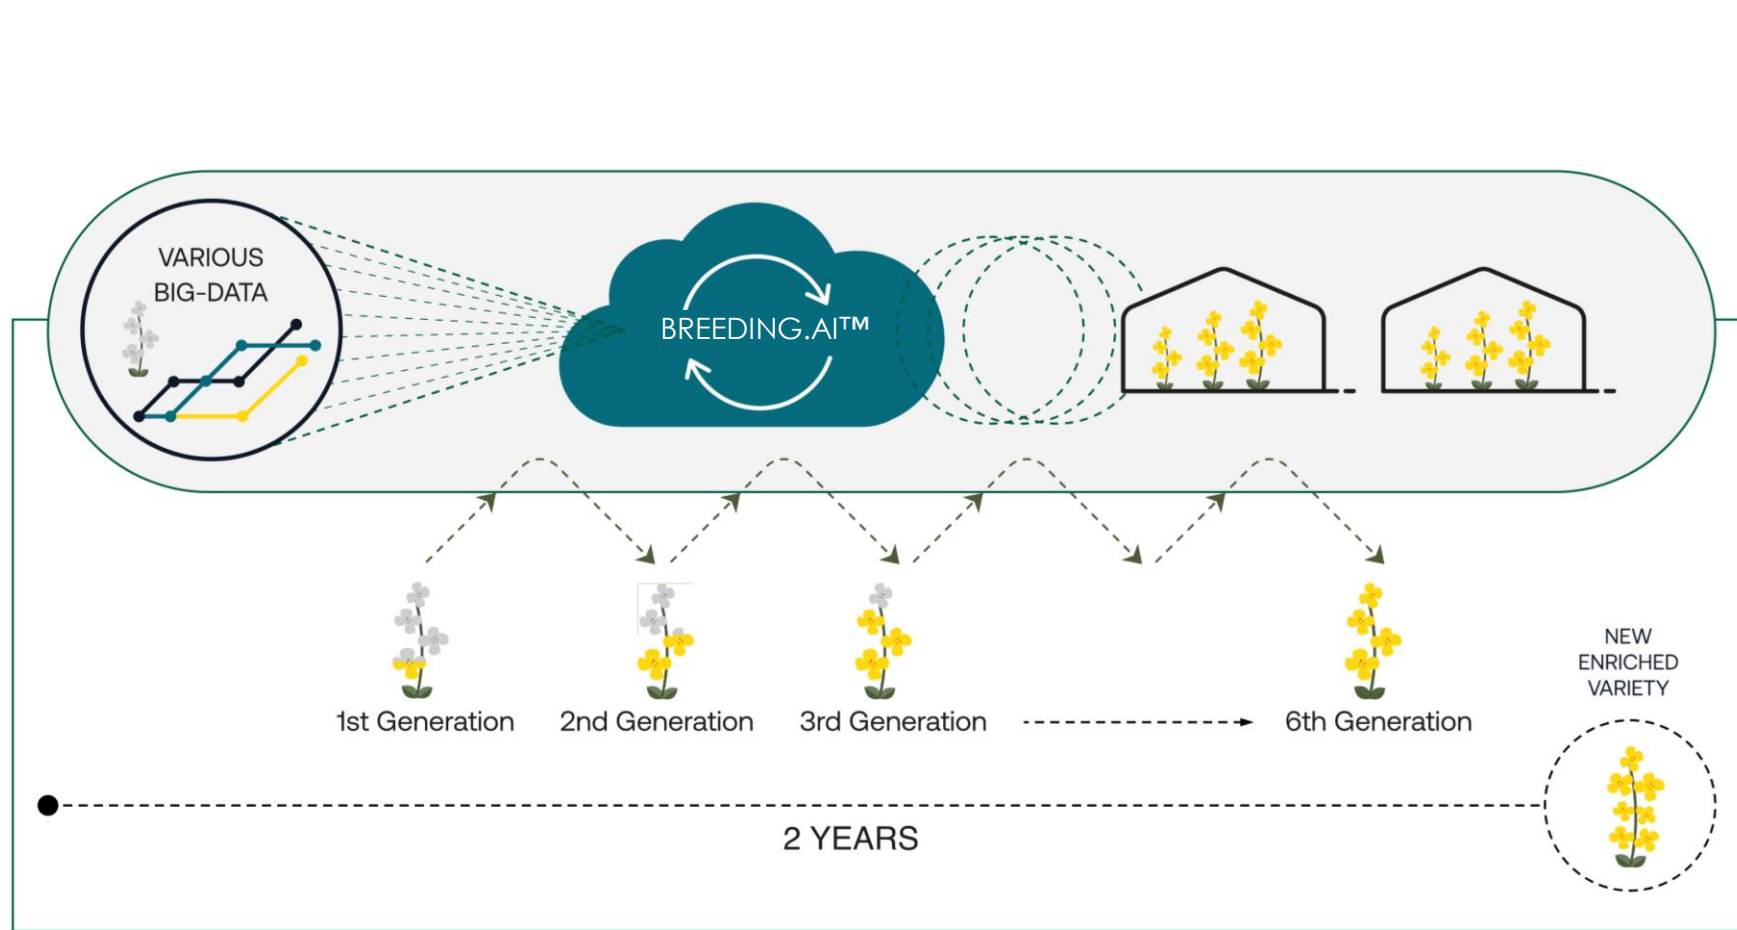 VARIOUS
BIG-DATA
BREEDING.AI™
1st Generation
2nd Generation
3rd Generation
6th Generation
NEW
ENRICHED
VARIETY
2 YEARS